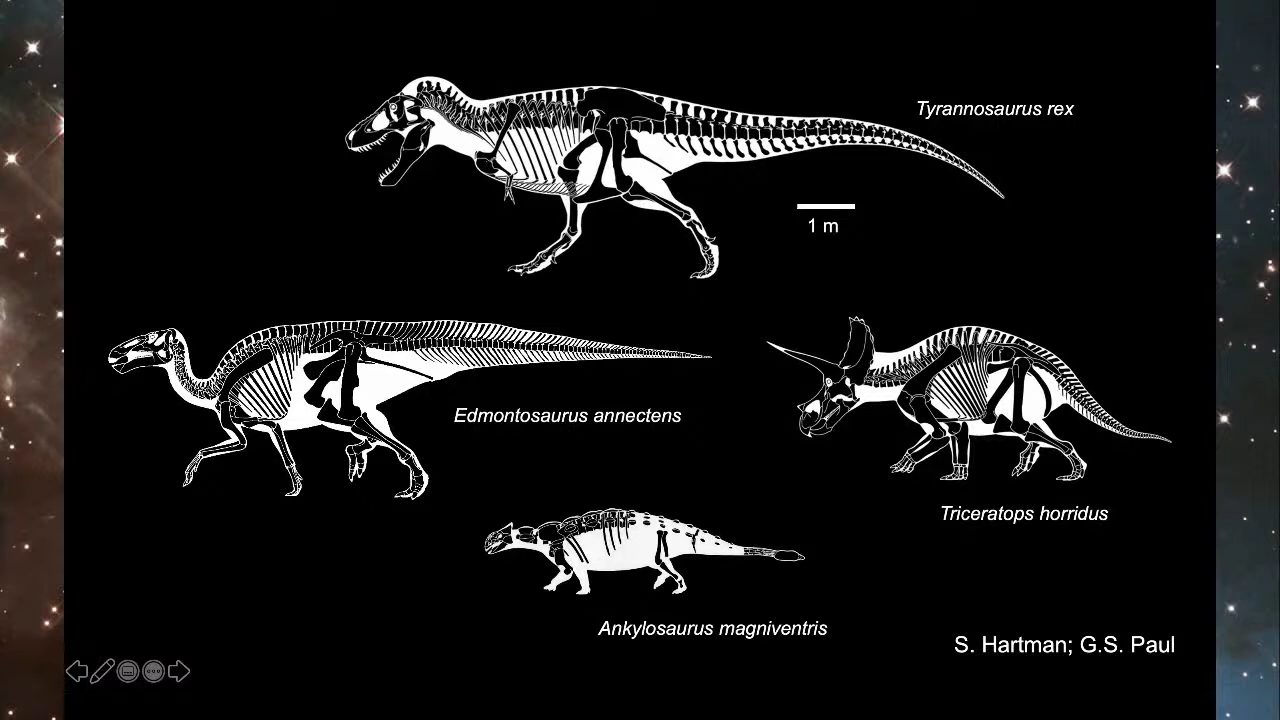 Tyrannosaurus rex
1 m
Edmontosaurus annectens
Triceratops horridus
Ankylosaurus magniventris
S. Hartman; G.S. Paul